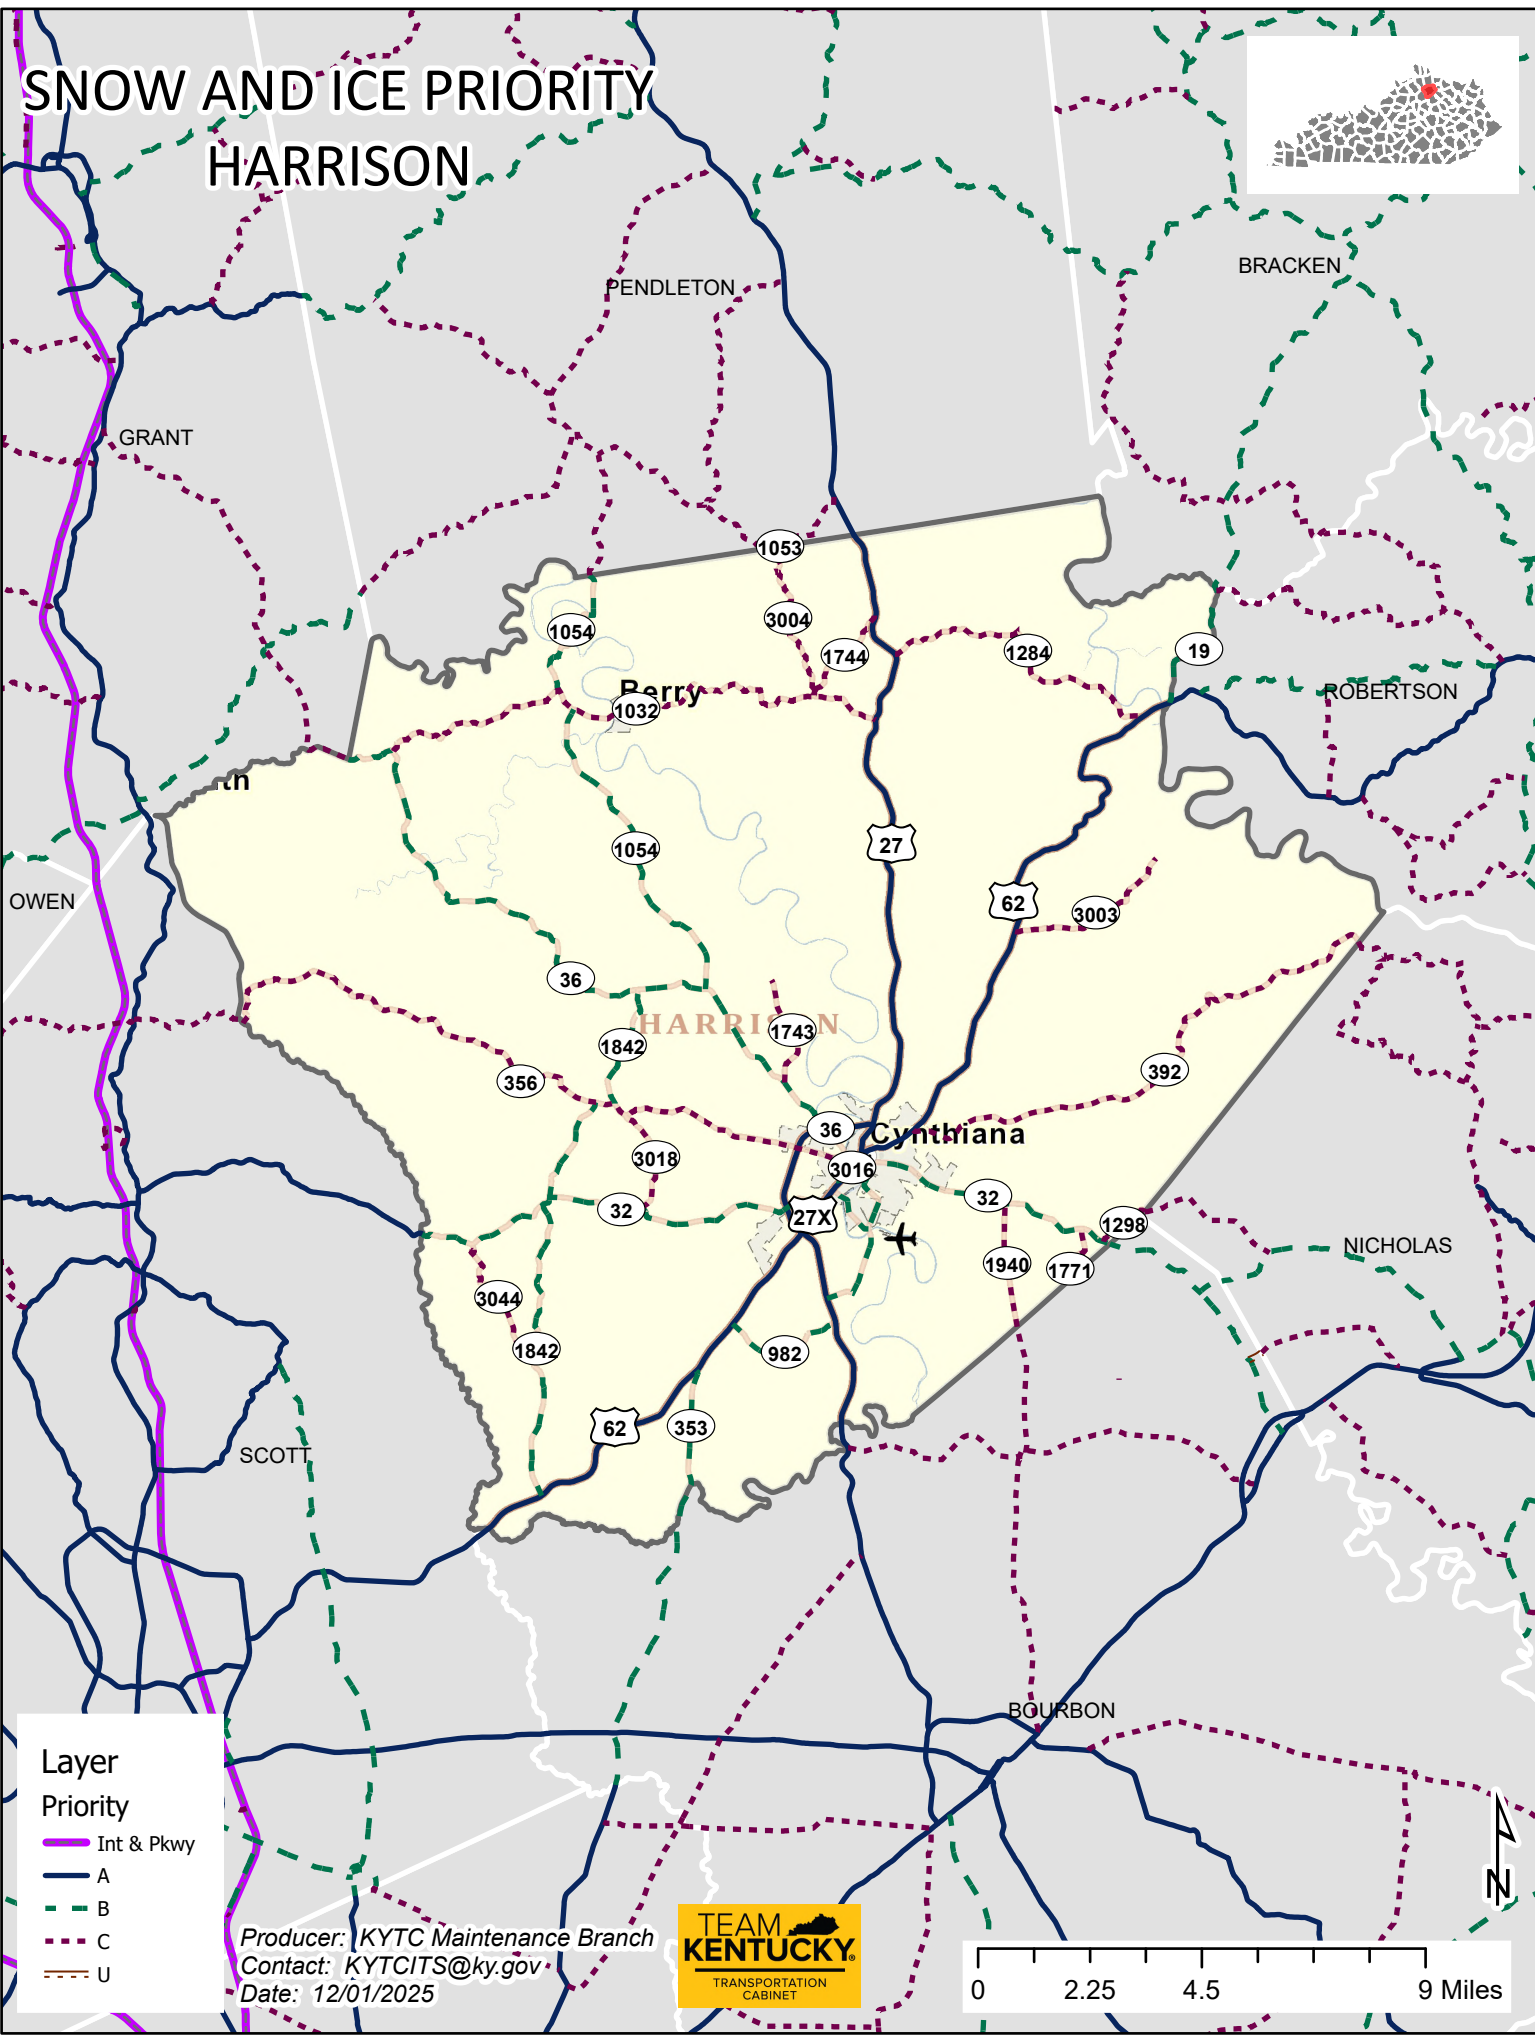 SNOW AND ICE PRIORITY
HARRISON
BRACKEN
PENDLETON
GRANT
1053
3004
1054
1744
1284
19
Berry
1032
ROBERTSON
th
27
1054
62
3003
OWEN
36
HARRISON
1743
1842
356
392
36
Cynthiana
3018
3016
32
32
27X
1298
NICHOLAS
1940
1771
3044
1842
982
62
353
SCOTT
BOURBON
Layer
Priority
Int & Pkwy
A
B
C
U
Producer: KYTC Maintenance Branch
Contact: KYTCITS@ky.gov
Date: 12/01/2025
TEAM
KENTUCKY®
TRANSPORTATION
CABINET
N
0 2.25 4.5 9 Miles